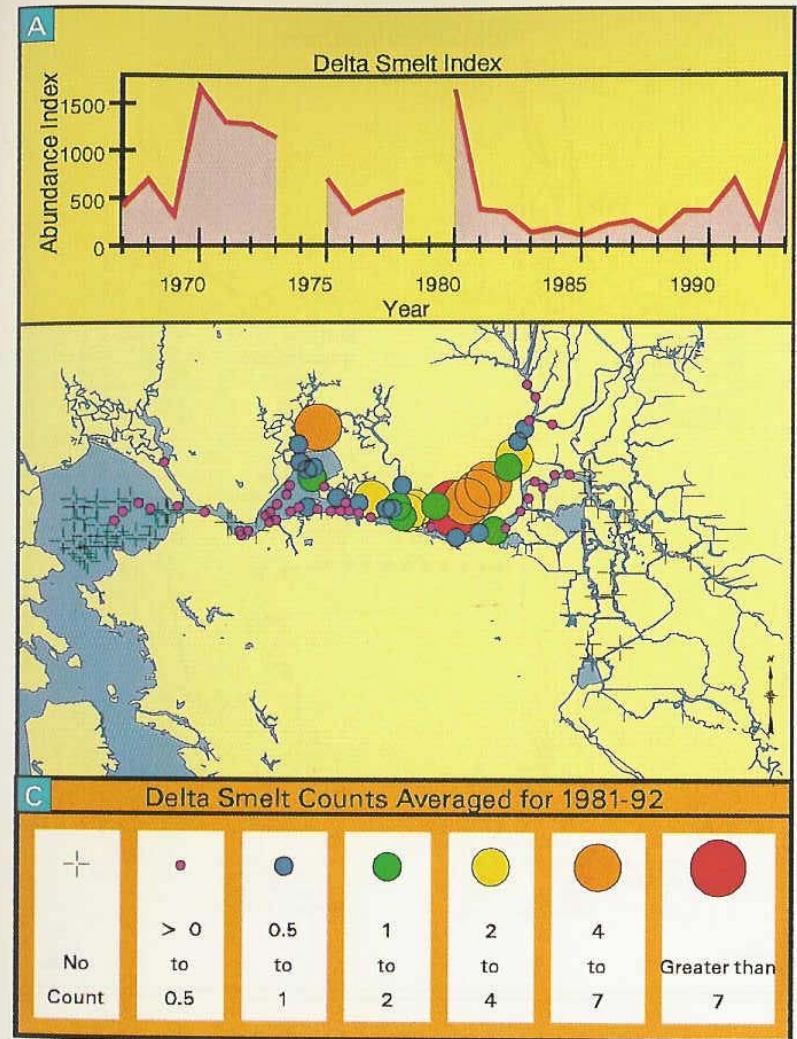 A
Delta Smelt Index
Abundance Index
1500
1000
500
0
1970 1975 1980 1985 1990
Year
N
C Delta Smelt Counts Averaged for 1981-92
No
Count
> 0
to
0.5
0.5
to
1
1
to
2
2
to
4
4
to
7
Greater than
7